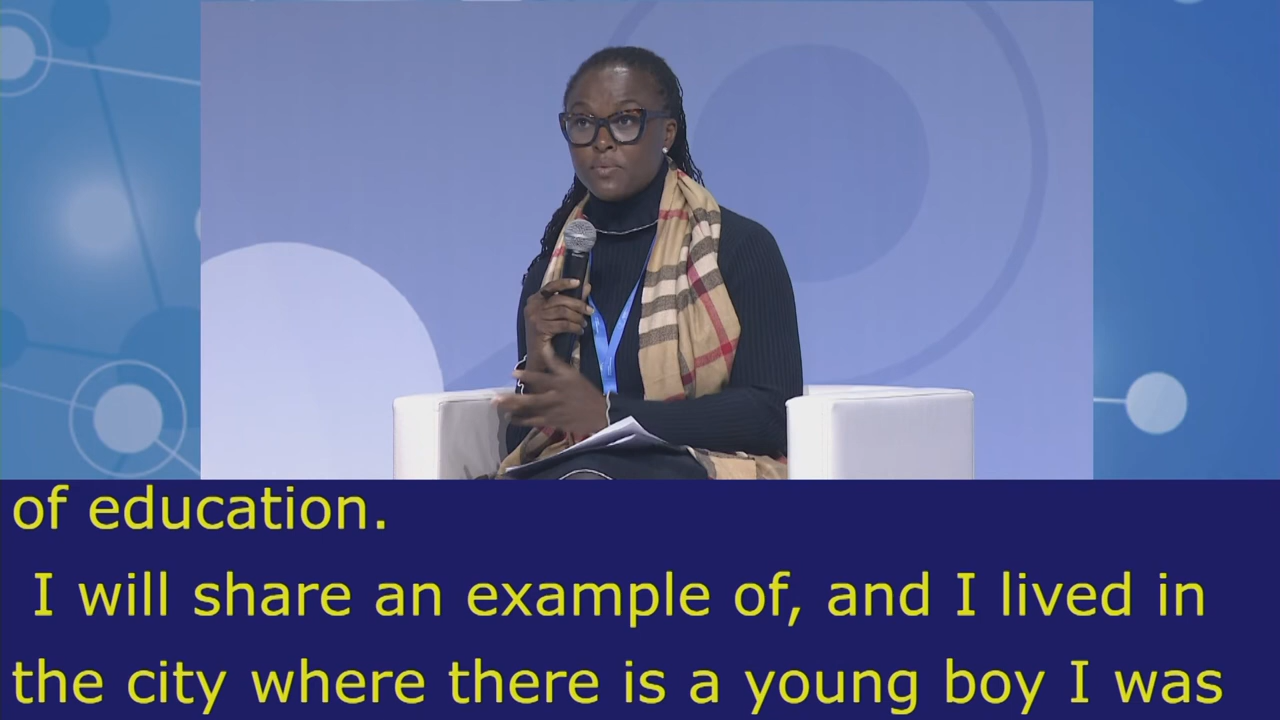 of education.
I will share an example of, and I lived in
the city where there is a young boy I was